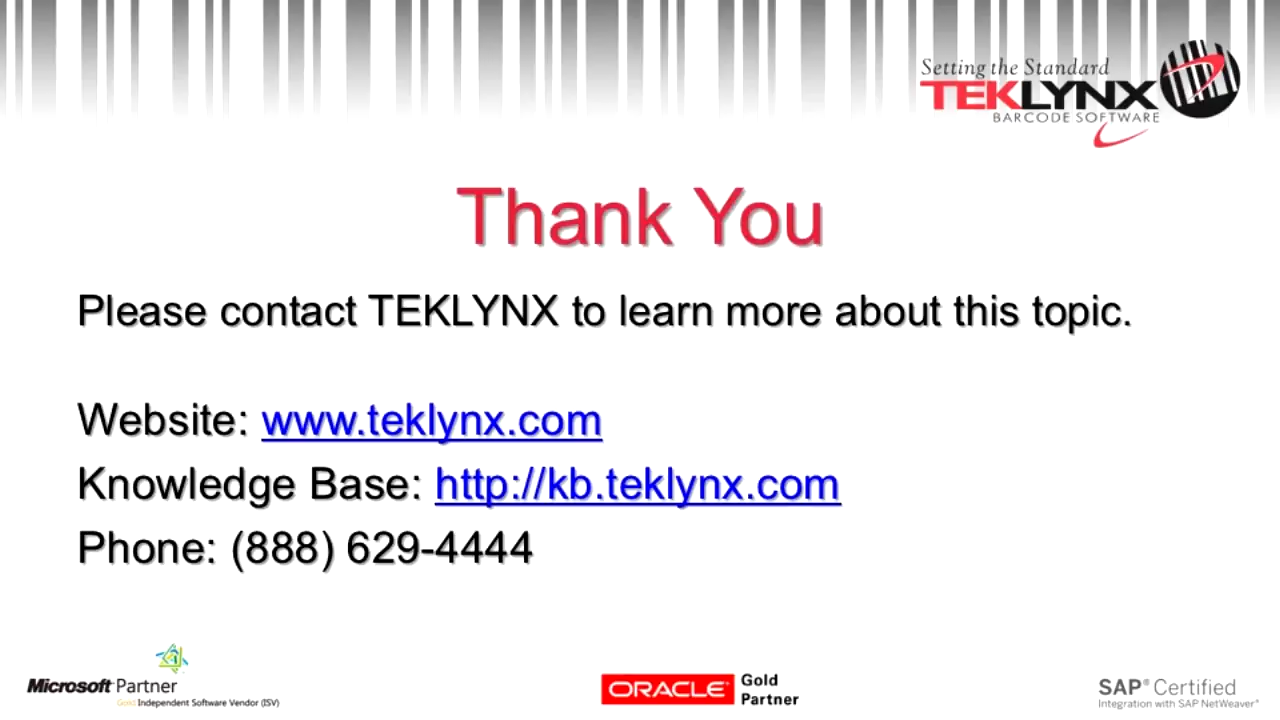 Setting the Standard
TEKLYNX
BARCODE SOFTWARE
Thank You
Please contact TEKLYNX to learn more about this topic.
Website: www.teklynx.com
Knowledge Base: http://kb.teklynx.com
Phone: (888) 629-4444
Microsoft Partner
Gold Independent Software Vendor (ISV)
ORACLE Gold
Partner
SAP® Certified
Integration with SAP NetWeaver®